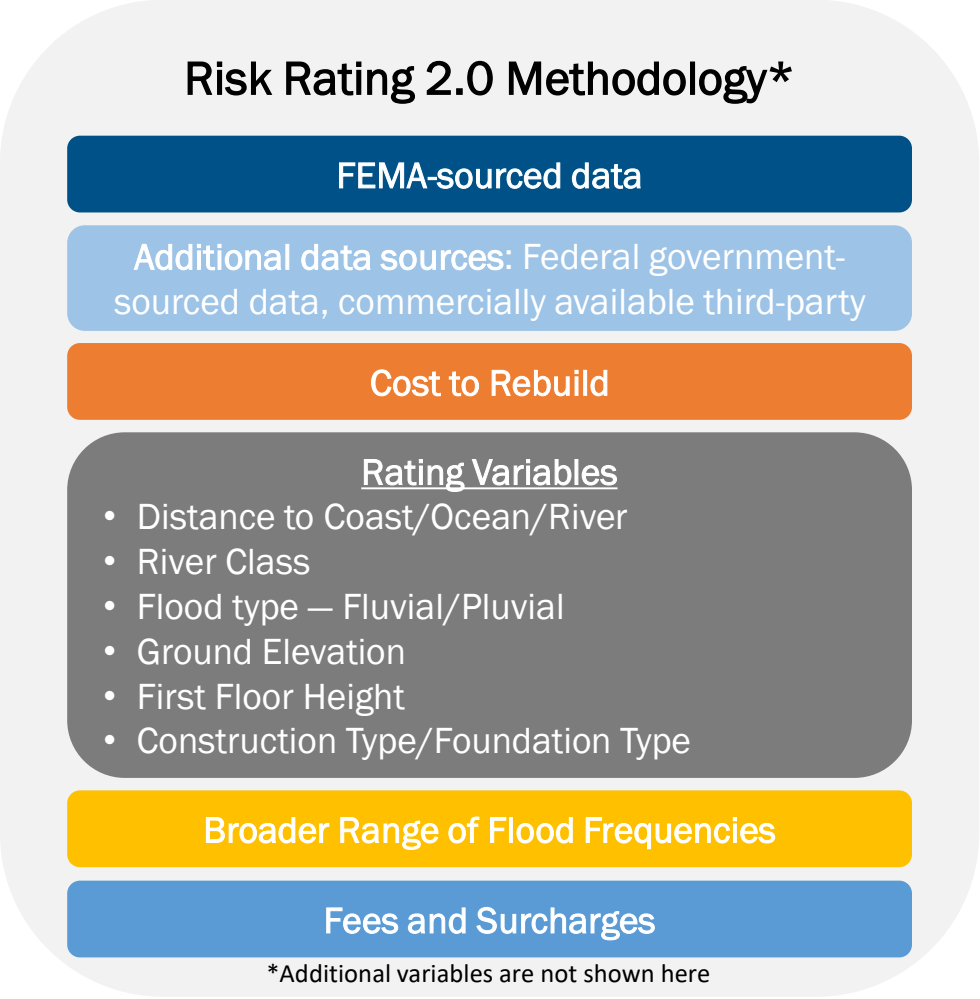 Risk Rating 2.0 Methodology*
FEMA-sourced data
Additional data sources: Federal government-
sourced data, commercially available third-party
Cost to Rebuild
Rating Variables
• Distance to Coast/Ocean/River
• River Class
• Flood type — Fluvial/Pluvial
• Ground Elevation
• First Floor Height
• Construction Type/Foundation Type
Broader Range of Flood Frequencies
Fees and Surcharges
*Additional variables are not shown here